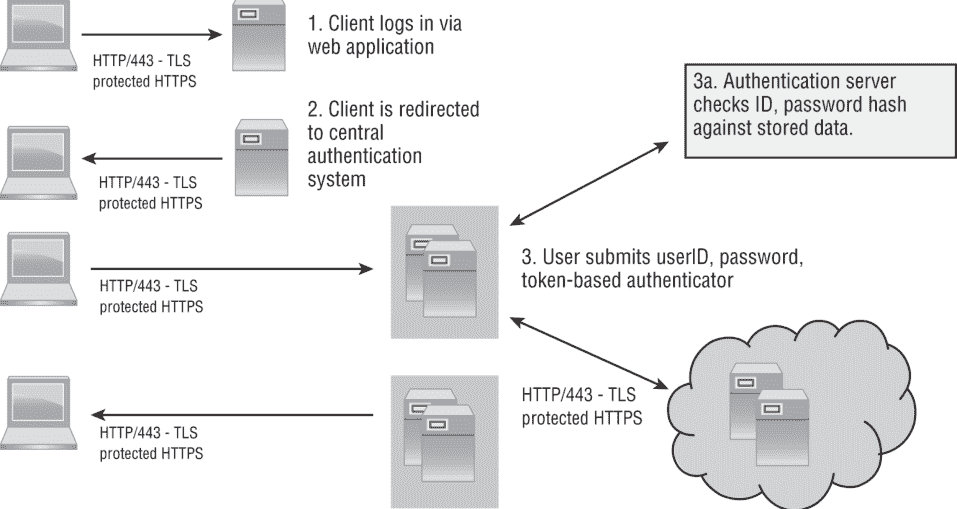 1. Client logs in via
web application
HTTP/443 - TLS
protected HTTPS
2. Client is redirected
to central
authentication
system
HTTP/443 - TLS
protected HTTPS
3a. Authentication server
checks ID, password hash
against stored data.
3. User submits userID, password,
token-based authenticator
HTTP/443 - TLS
protected HTTPS
HTTP/443 - TLS
protected HTTPS
HTTP/443 - TLS
protected HTTPS